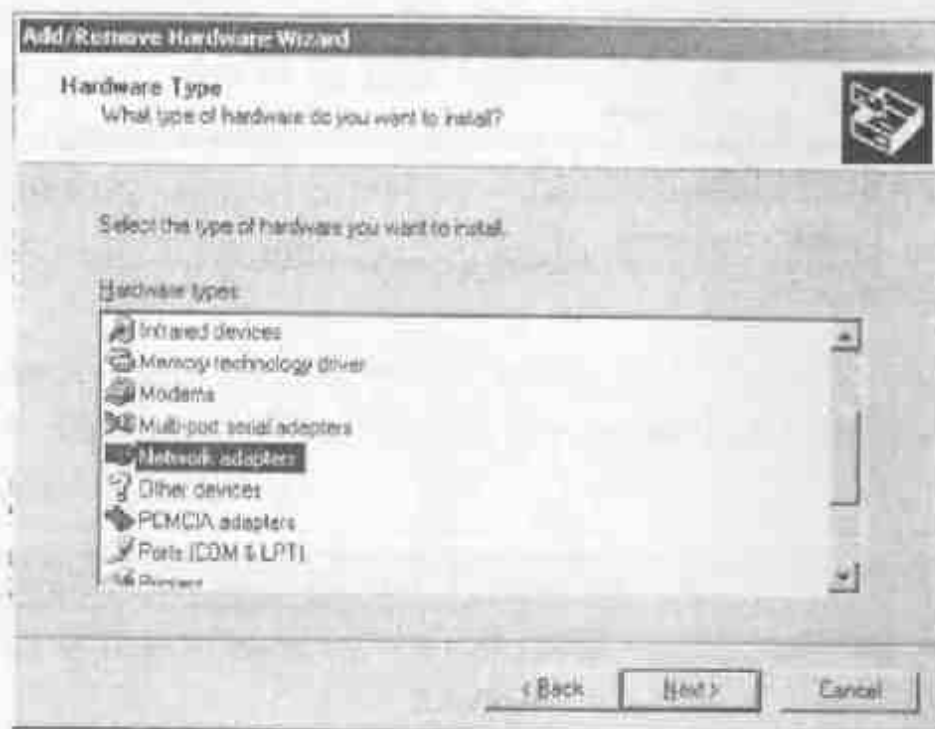 Add/Remove Hardware Wizard
Hardware Type
What type of hardware do you want to install?
Select the type of hardware you want to install.
Hardware types:
Infrared devices
Memory technology driver
Modems
Multi-port serial adapters
Network adapters
Other devices
PCMCIA adapters
Ports (COM & LPT)
< Back
Next >
Cancel